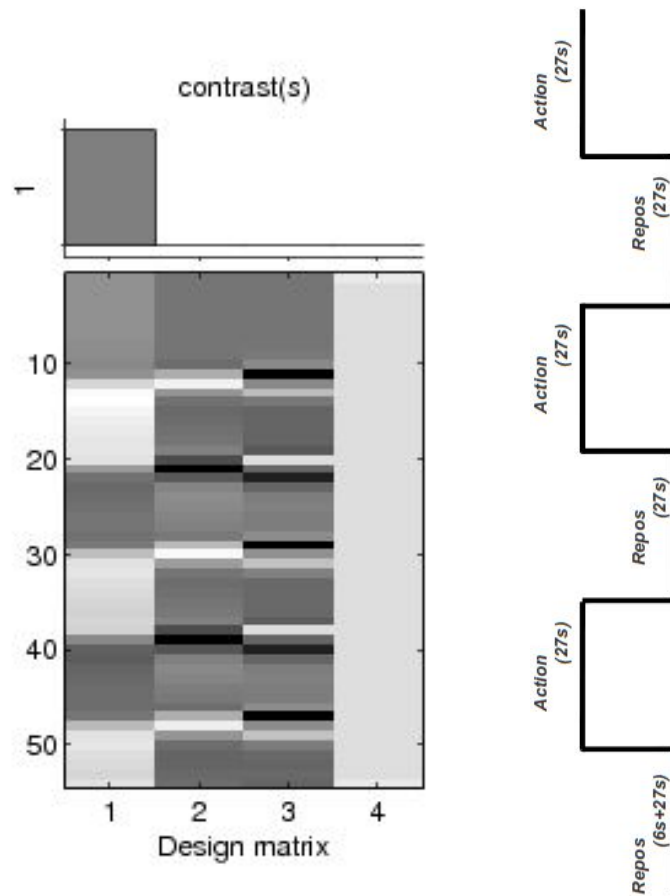 contrast(s)
1
10
20
30
40
50
1 2 3 4
Design matrix
Action
(27s)
Repos
(27s)
Action
(27s)
Repos
(27s)
Action
(27s)
Repos
(6s+27s)